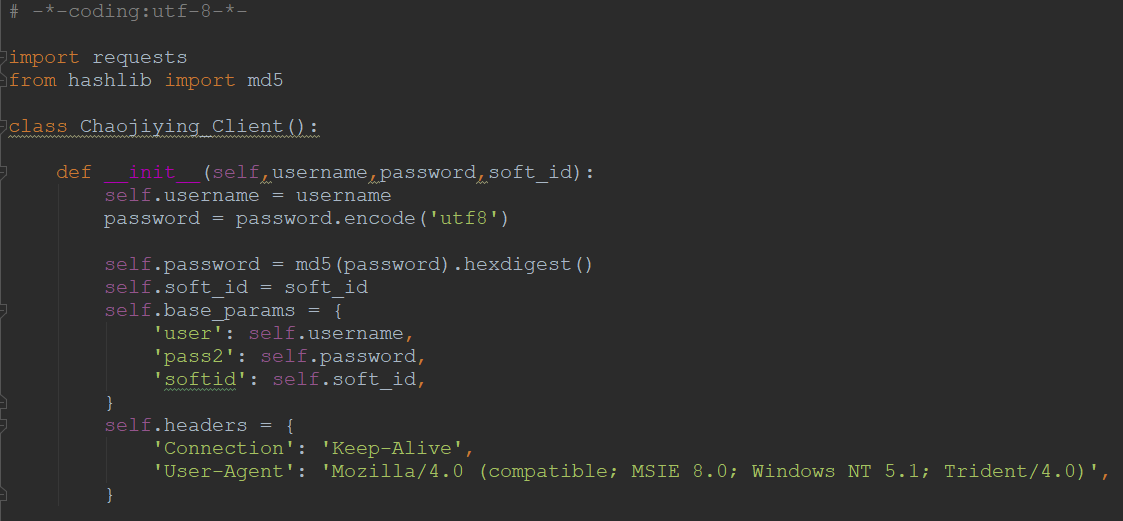 # -*-coding:utf-8-*-
import requests
from hashlib import md5
class Chaojiying_Client():
    def __init__(self,username,password,soft_id):
        self.username = username
        password = password.encode('utf8')
        self.password = md5(password).hexdigest()
        self.soft_id = soft_id
        self.base_params = {
            'user': self.username,
            'pass2': self.password,
            'softid': self.soft_id,
        }
        self.headers = {
            'Connection': 'Keep-Alive',
            'User-Agent': 'Mozilla/4.0 (compatible; MSIE 8.0; Windows NT 5.1; Trident/4.0)',
        }